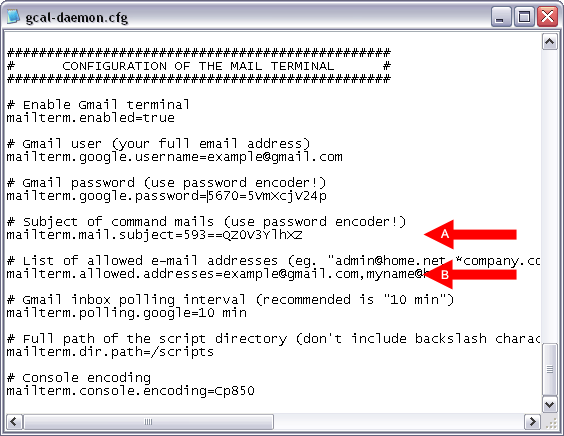 gcal-daemon.cfg
################################################
#      CONFIGURATION OF THE MAIL TERMINAL      #
################################################
# Enable Gmail terminal
mailterm.enabled=true
# Gmail user (your full email address)
mailterm.google.username=example@gmail.com
# Gmail password (use password encoder!)
mailterm.google.password=5670=5VmXcjV24p
# Subject of command mails (use password encoder!)
mailterm.mail.subject=593==QZ0V3YlhXZ
A
# List of allowed e-mail addresses (eg. "admin@home.net,*company.co
mailterm.allowed.addresses=example@gmail.com,myname@
B
# Gmail inbox polling interval (recommended is "10 min")
mailterm.polling.google=10 min
# Full path of the script directory (don't include backslash charac
mailterm.dir.path=/scripts
# Console encoding
mailterm.console.encoding=Cp850